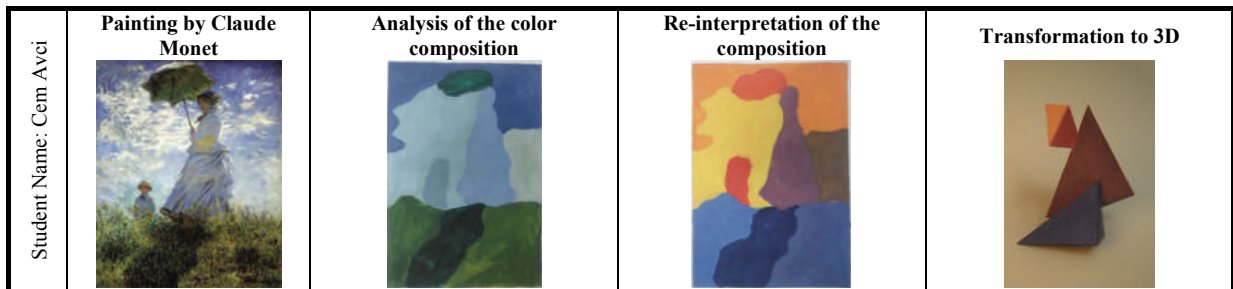 Student Name: Cem Avci
Painting by Claude
Monet
Analysis of the color
composition
Re-interpretation of the
composition
Transformation to 3D